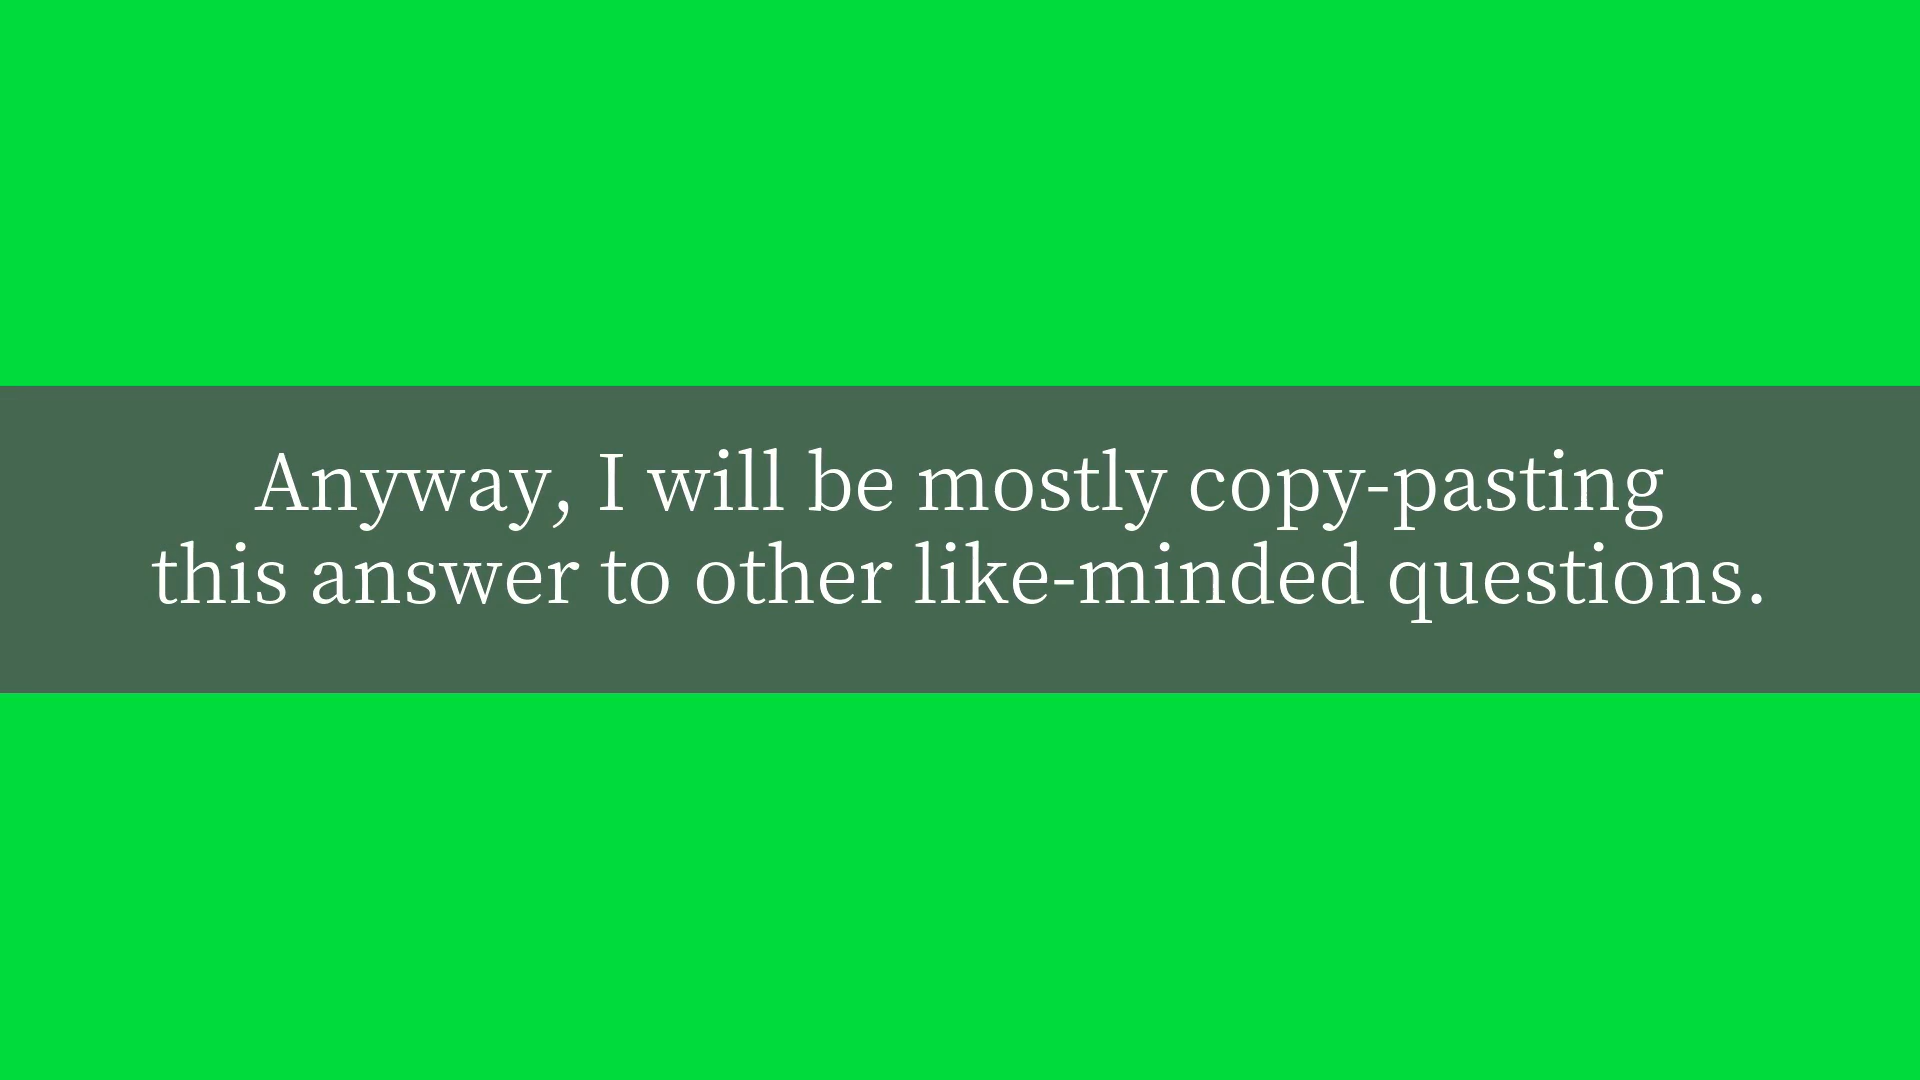 Anyway, I will be mostly copy-pasting
this answer to other like-minded questions.